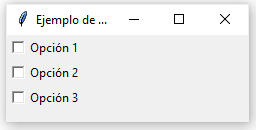 Ejemplo de ...
Opción 1
Opción 2
Opción 3